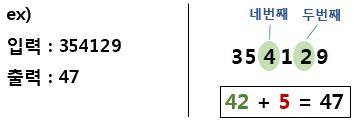 ex)
입력 : 354129
출력 : 47
네번째 두번째
354129
42 + 5 = 47